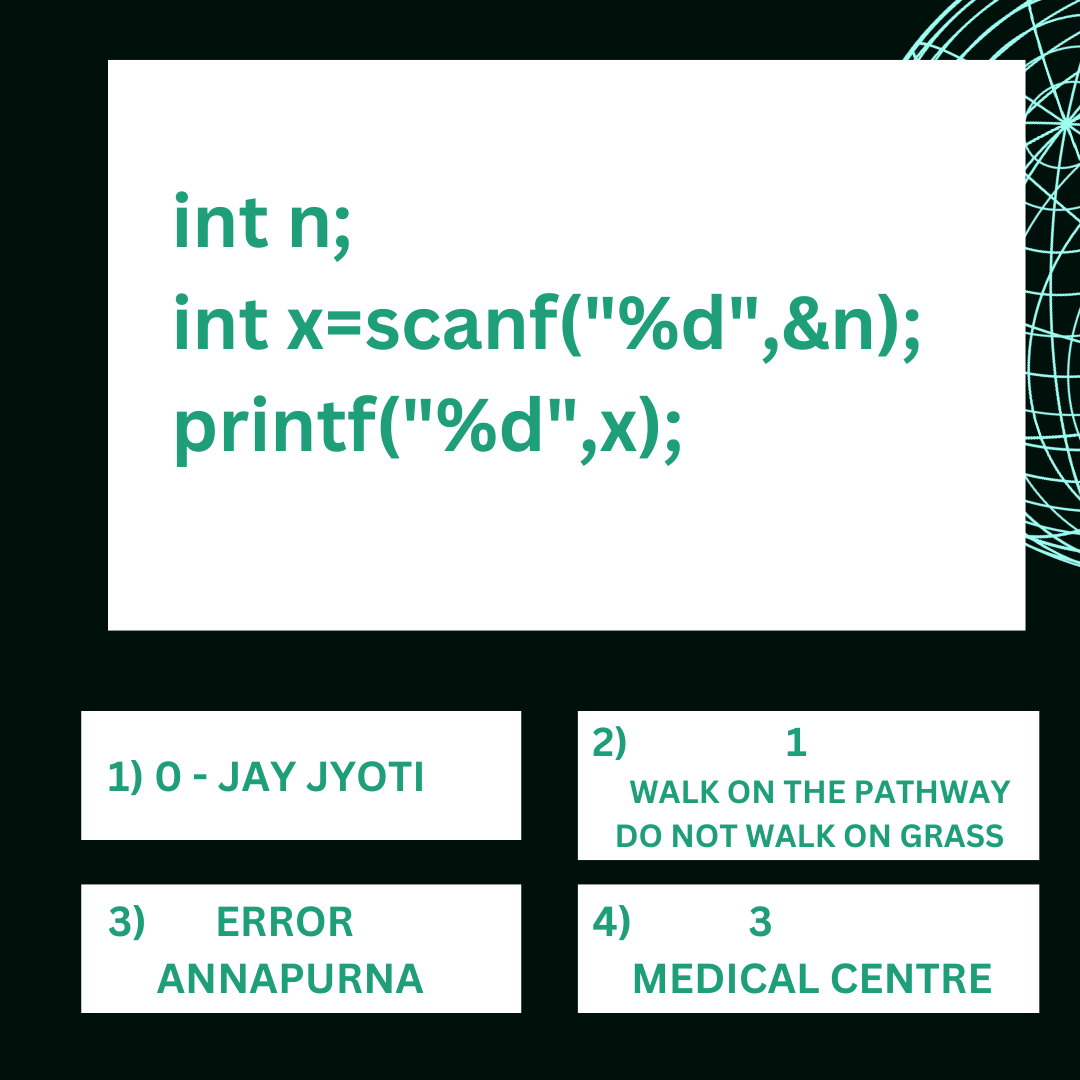 int n;
int x=scanf("%d",&n);
printf("%d",x);
1) 0 - JAY JYOTI
2) 1
WALK ON THE PATHWAY
DO NOT WALK ON GRASS
3) ERROR
ANNAPURNA
4) 3
MEDICAL CENTRE